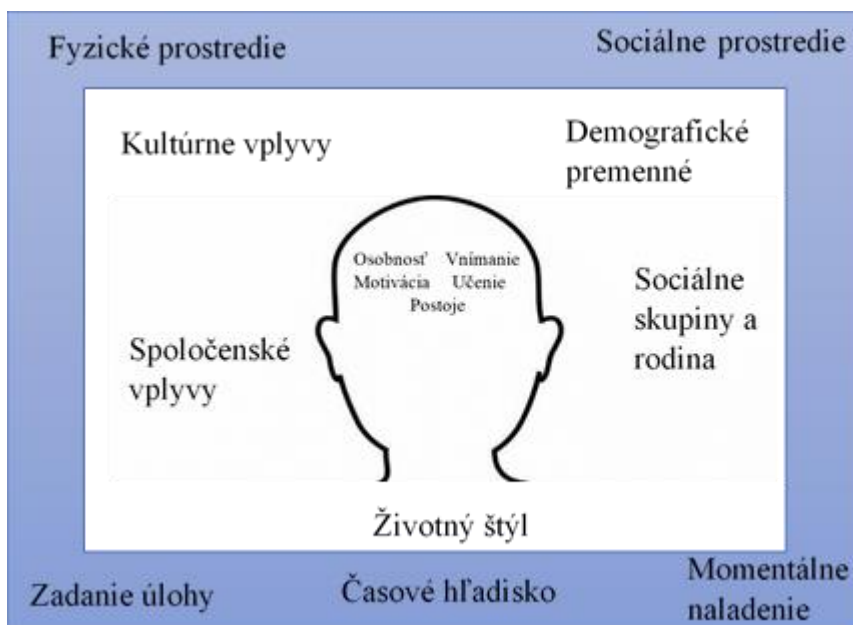 Fyzické prostredie
Sociálne prostredie
Kultúrne vplyvy
Demografické
premenné
Osobnosť Vnímanie
Motivácia Učenie
Postoje
Spoločenské
vplyvy
Sociálne
skupiny a
rodina
Životný štýl
Zadanie úlohy
Časové hľadisko
Momentálne
naladenie